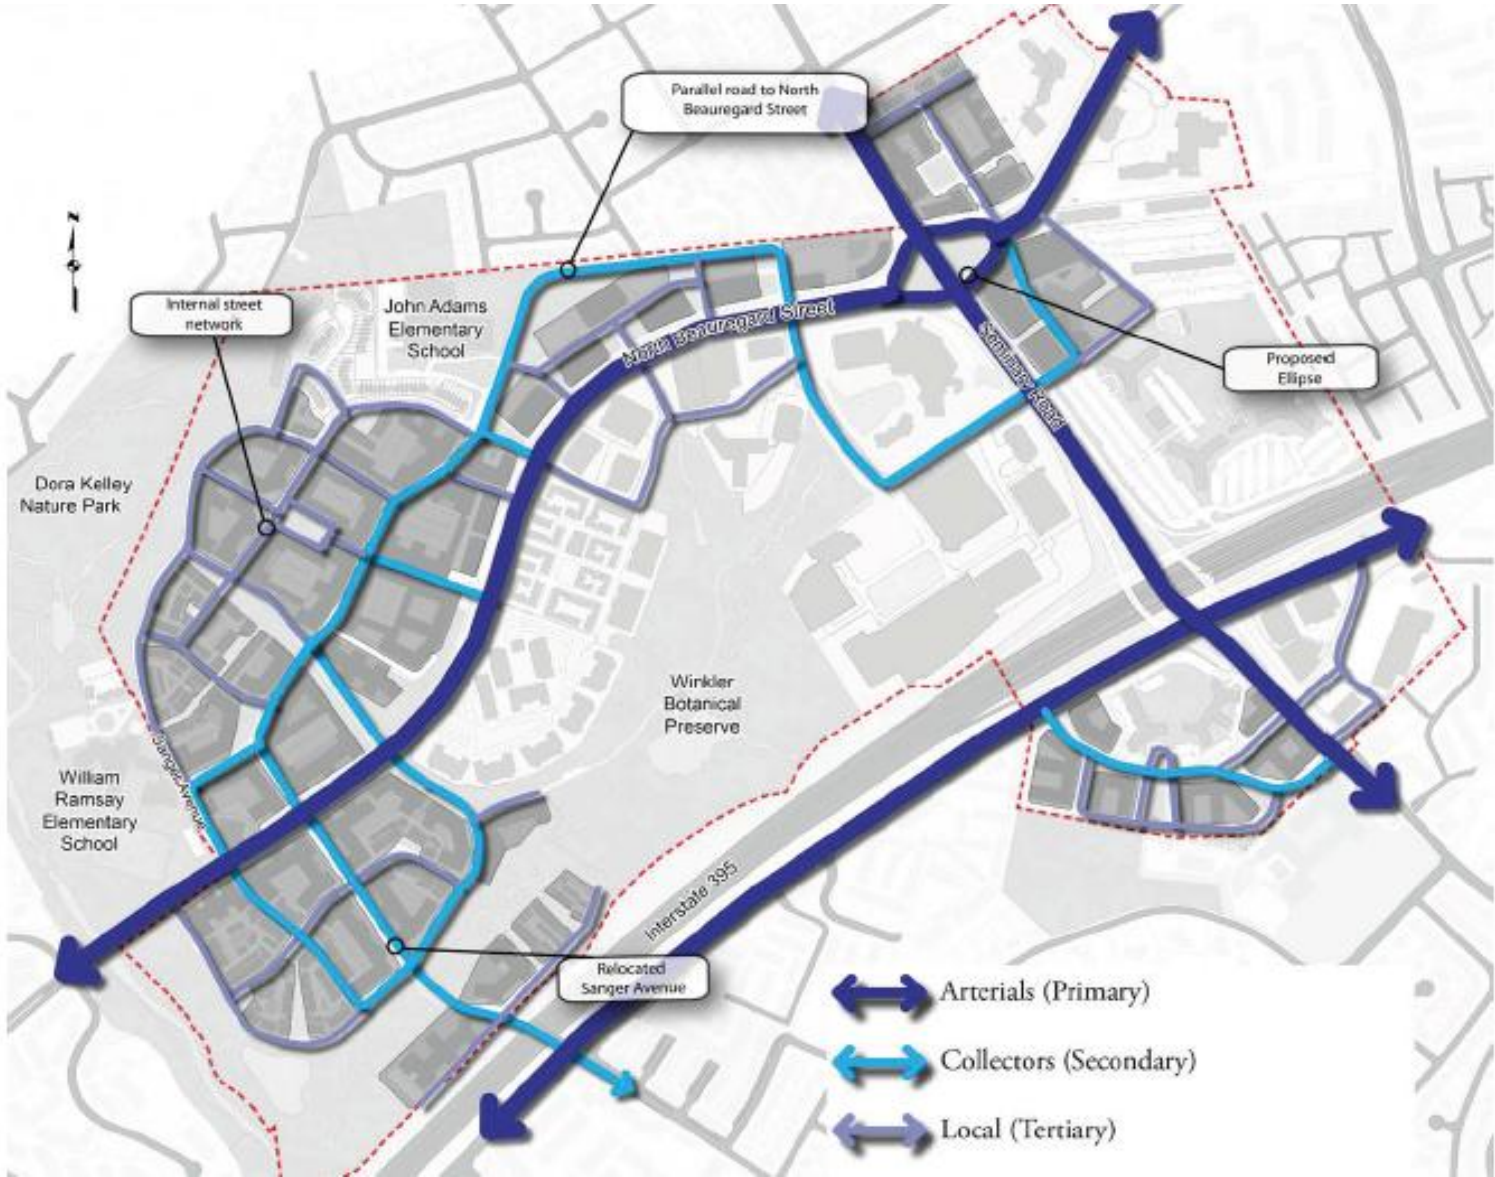 Parallel road to North
Beauregard Street
N
Internal street
network
John Adams
Elementary
School
North Beauregard Street
Seminary Road
Proposed
Ellipse
Dora Kelley
Nature Park
Winkler
Botanical
Preserve
Sanger Avenue
William
Ramsay
Elementary
School
Interstate 395
Relocated
Sanger Avenue
Arterials (Primary)
Collectors (Secondary)
Local (Tertiary)